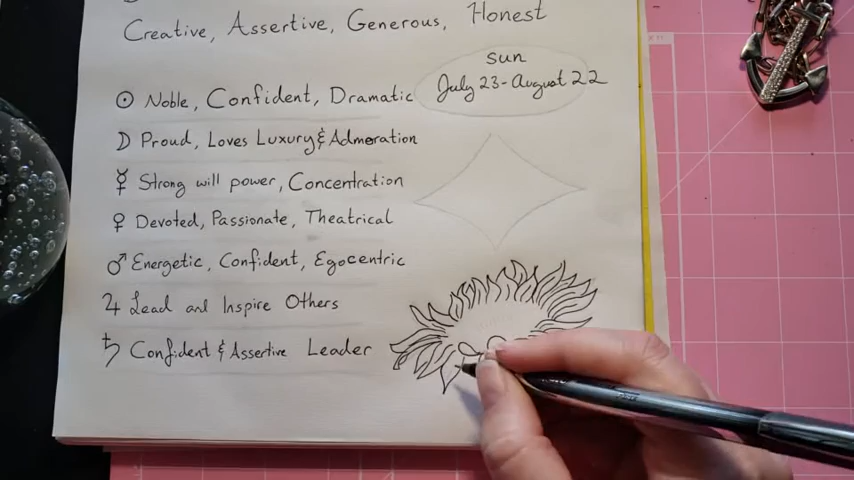 Creative, Assertive, Generous, Honest
sun
July 23-August 22
☉ Noble, Confident, Dramatic
☽ Proud, Loves Luxury & Admoration
☿ Strong will power, Concentration
♀ Devoted, Passionate, Theatrical
♂ Energetic, Confident, Egocentric
♃ Lead and Inspire Others
♄ Confident & Assertive Leader